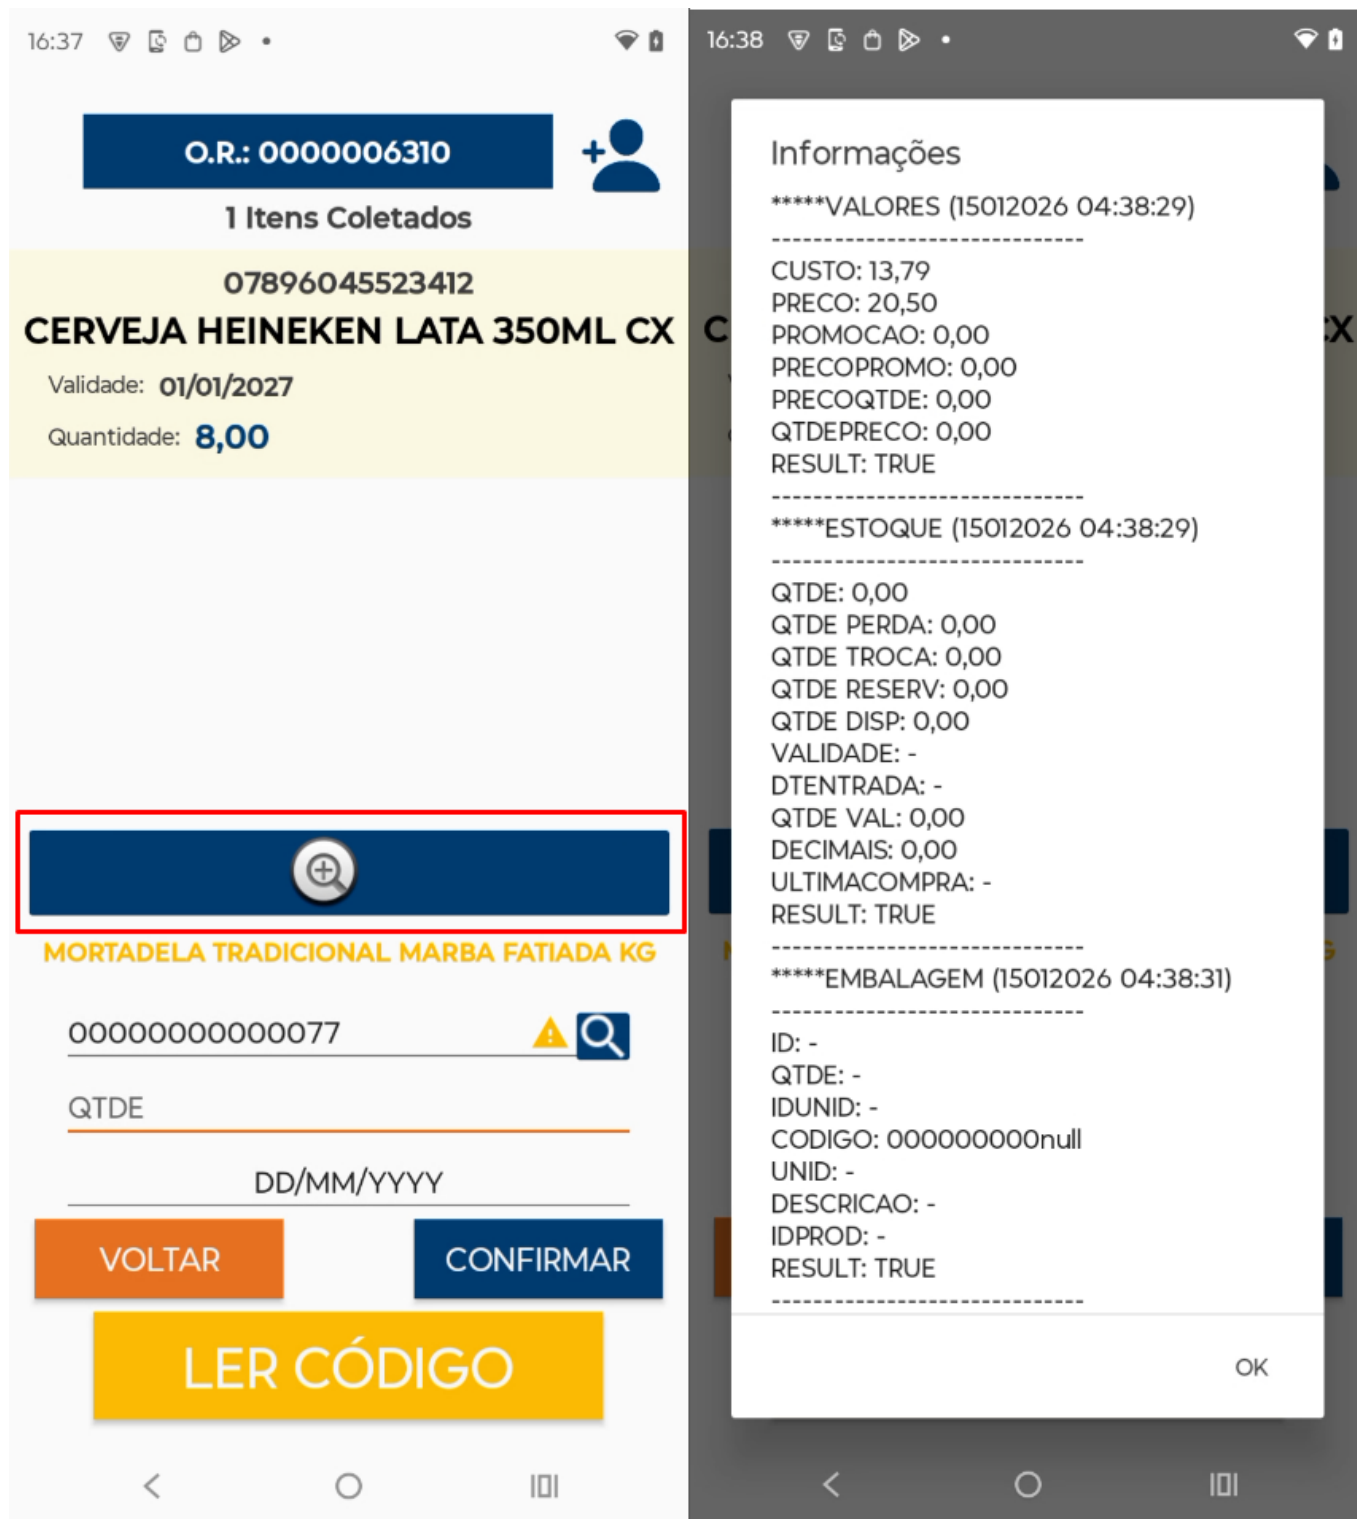 16:37
O.R.: 0000006310
1 Itens Coletados
07896045523412
CERVEJA HEINEKEN LATA 350ML CX
Validade: 01/01/2027
Quantidade: 8,00
MORTADELA TRADICIONAL MARBA FATIADA KG
00000000000077
QTDE
DD/MM/YYYY
VOLTAR
CONFIRMAR
LER CÓDIGO
16:38
Informações
*****VALORES (15012026 04:38:29)
------------------------------
CUSTO: 13,79
PRECO: 20,50
PROMOCAO: 0,00
PRECOPROMO: 0,00
PRECOQTDE: 0,00
QTDEPRECO: 0,00
RESULT: TRUE
------------------------------
*****ESTOQUE (15012026 04:38:29)
------------------------------
QTDE: 0,00
QTDE PERDA: 0,00
QTDE TROCA: 0,00
QTDE RESERV: 0,00
QTDE DISP: 0,00
VALIDADE: -
DTENTRADA: -
QTDE VAL: 0,00
DECIMAIS: 0,00
ULTIMACOMPRA: -
RESULT: TRUE
------------------------------
*****EMBALAGEM (15012026 04:38:31)
------------------------------
ID: -
QTDE: -
IDUNID: -
CODIGO: 000000000null
UNID: -
DESCRICAO: -
IDPROD: -
RESULT: TRUE
------------------------------
OK